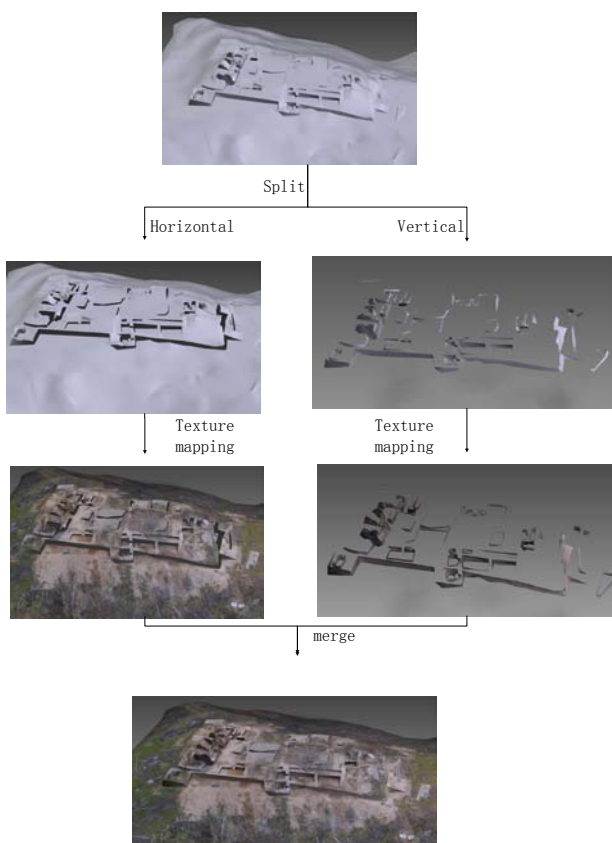 Split
Horizontal
Vertical
Texture
mapping
Texture
mapping
merge